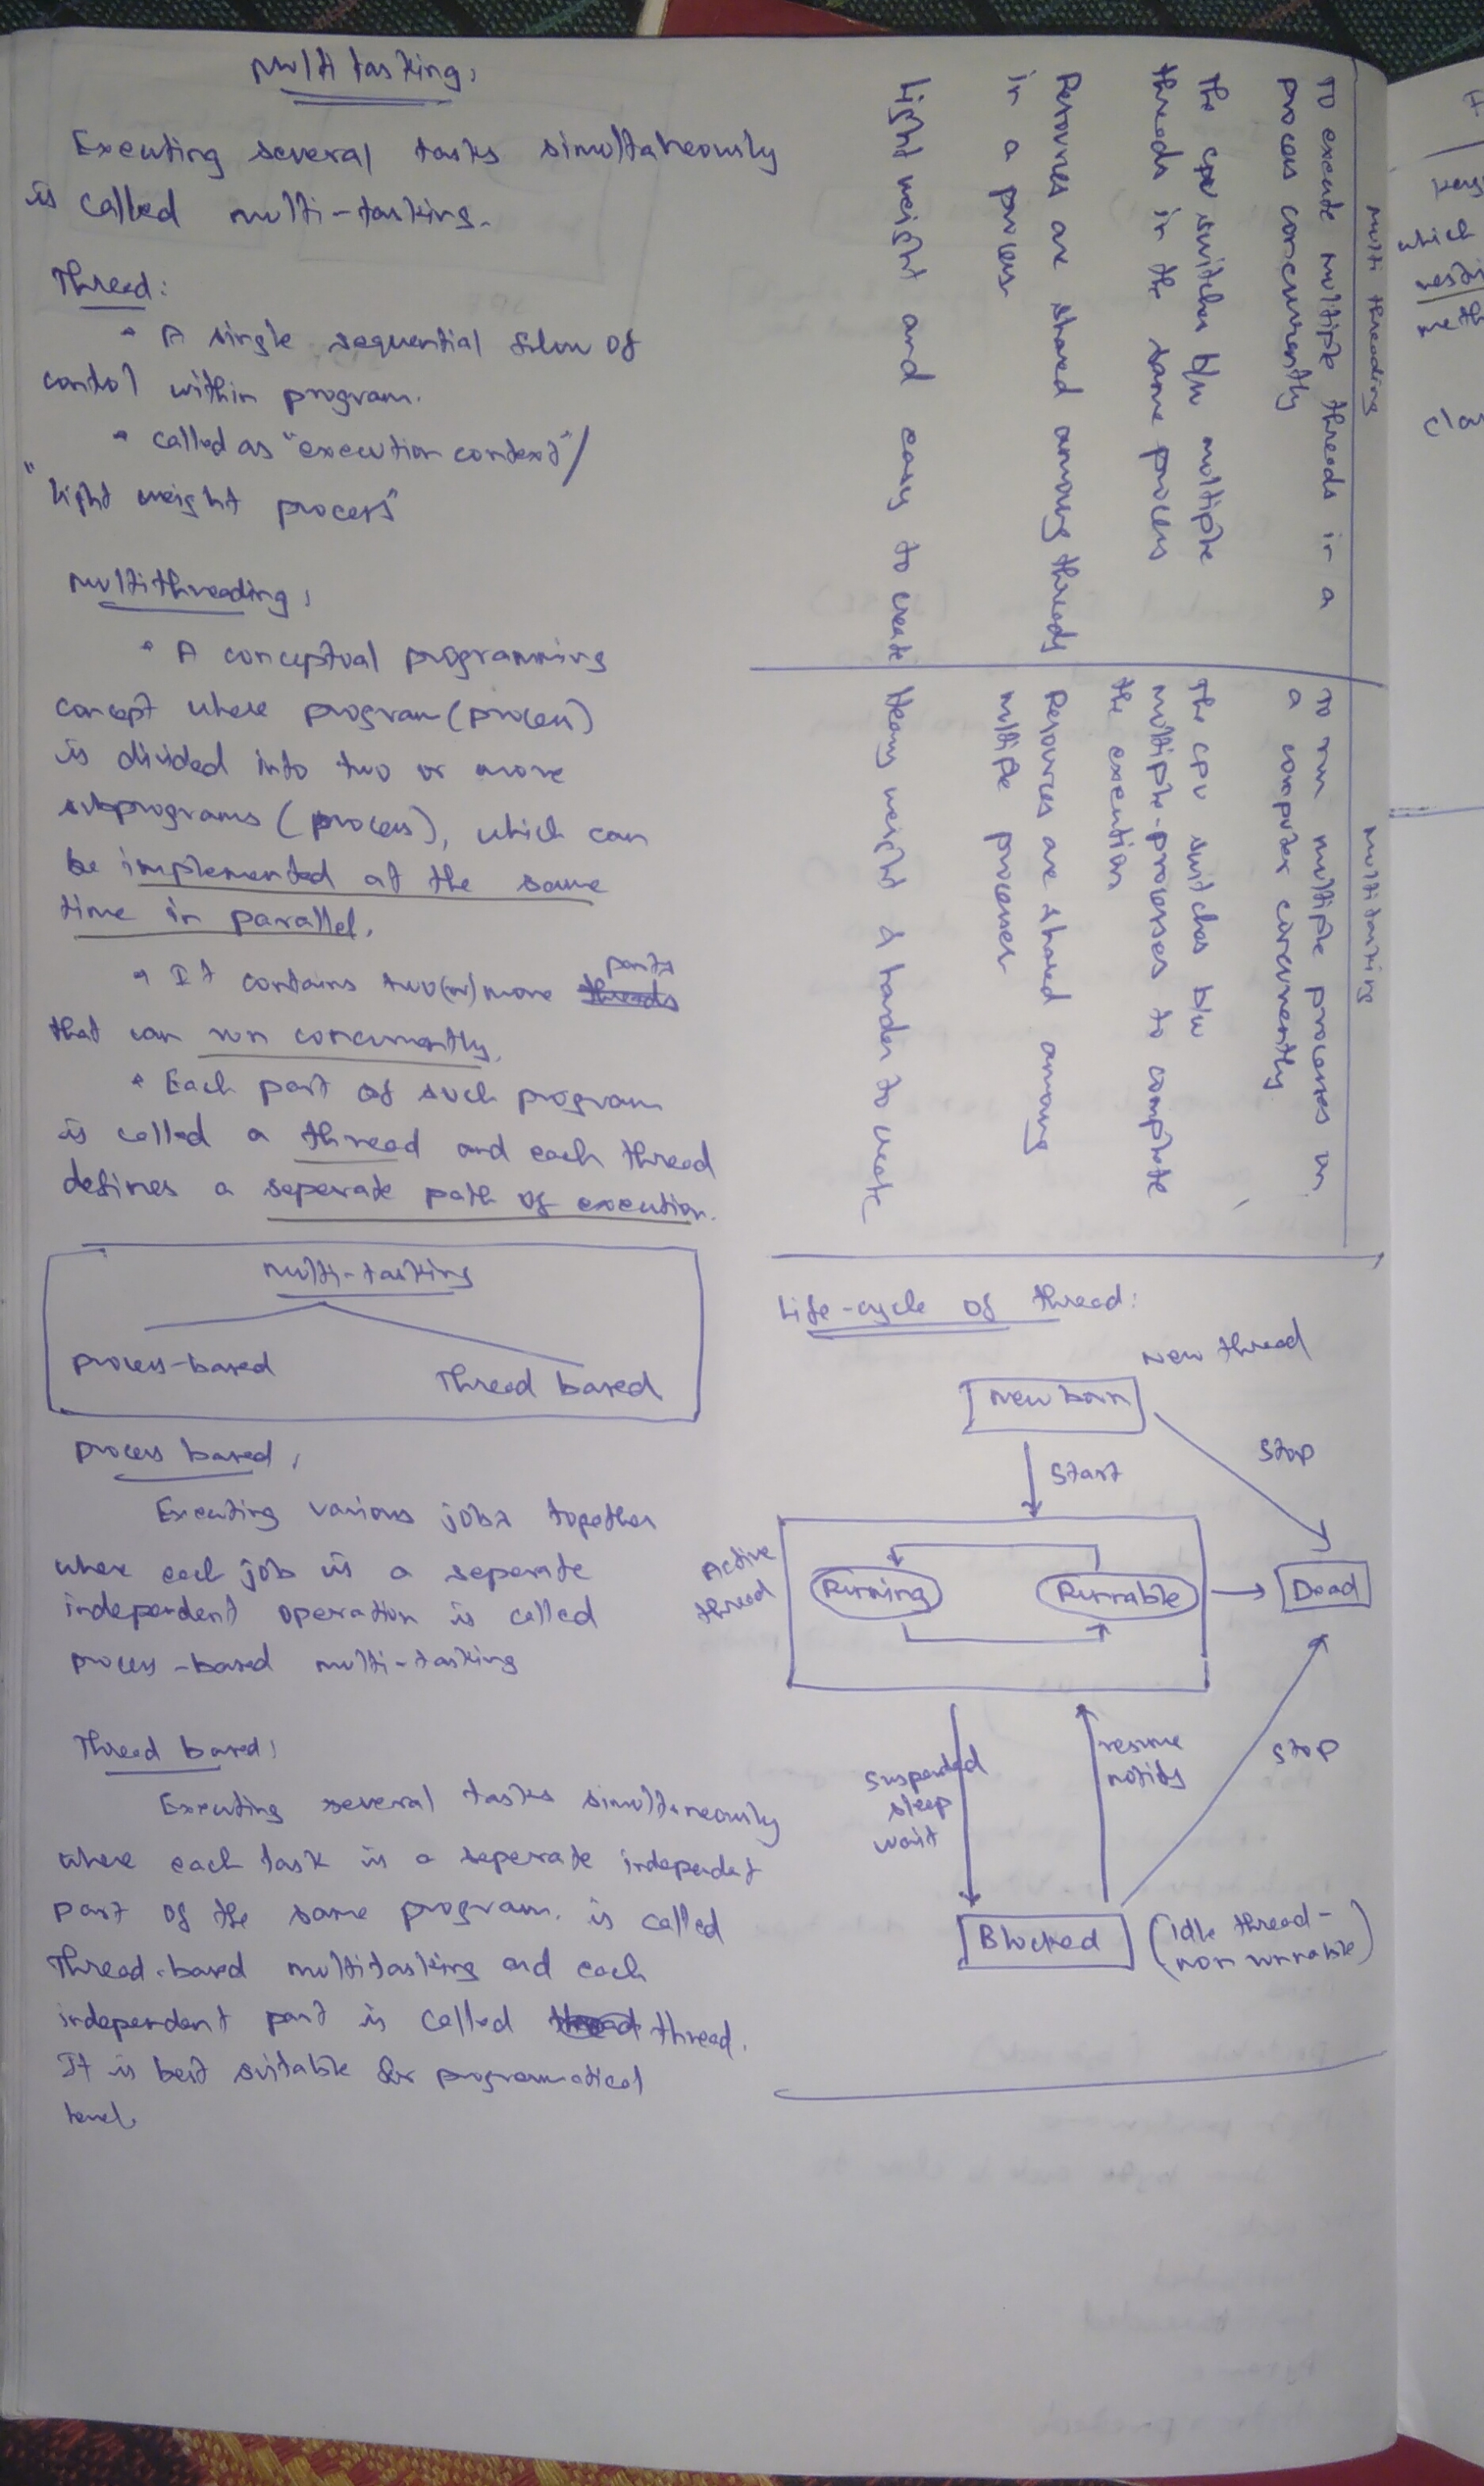 Multi tasking:
Executing several tasks simultaneously
is called multi-tasking.
Thread:
• A single sequential flow of
control within program.
• called as "execution context"/
"light weight process"
Multithreading:
• A conceptual programming
concept where program (process)
is divided into two or more
subprograms (process), which can
be implemented at the same
time in parallel.
• It contains two(or) more parts
that can run concurrently.
• Each part of such program
is called a thread and each thread
defines a seperate path of execution.
multi-tasking
process-based
Thread based
process based:
Executing various jobs together
where each job is a seperate
independent operation is called
process-based multi-tasking
Thread based:
Executing several tasks simultaneously
where each task is a seperate independent
part of the same program. is called
Thread-based multitasking and each
independent part is called thread.
It is best suitable for programatical
level.
multi threading
To execute multiple threads in a
process concurrently
The cpu switches b/w multiple
threads in the same process
Resources are shared among threads
in a process
Light weight and easy to create
multi tasking
To run multiple processes on
a computer concurrently
The cpu switches b/w
multiple-processes to complete
the execution
Resources are shared among
multiple processes
Heavy weight & harder to create
Life-cycle of thread:
New thread
New born
Start
Stop
Active
thread
Running
Runnable
Dead
suspended
sleep
wait
resume
notify
Stop
Blocked
(idle thread-
non runnable)
which